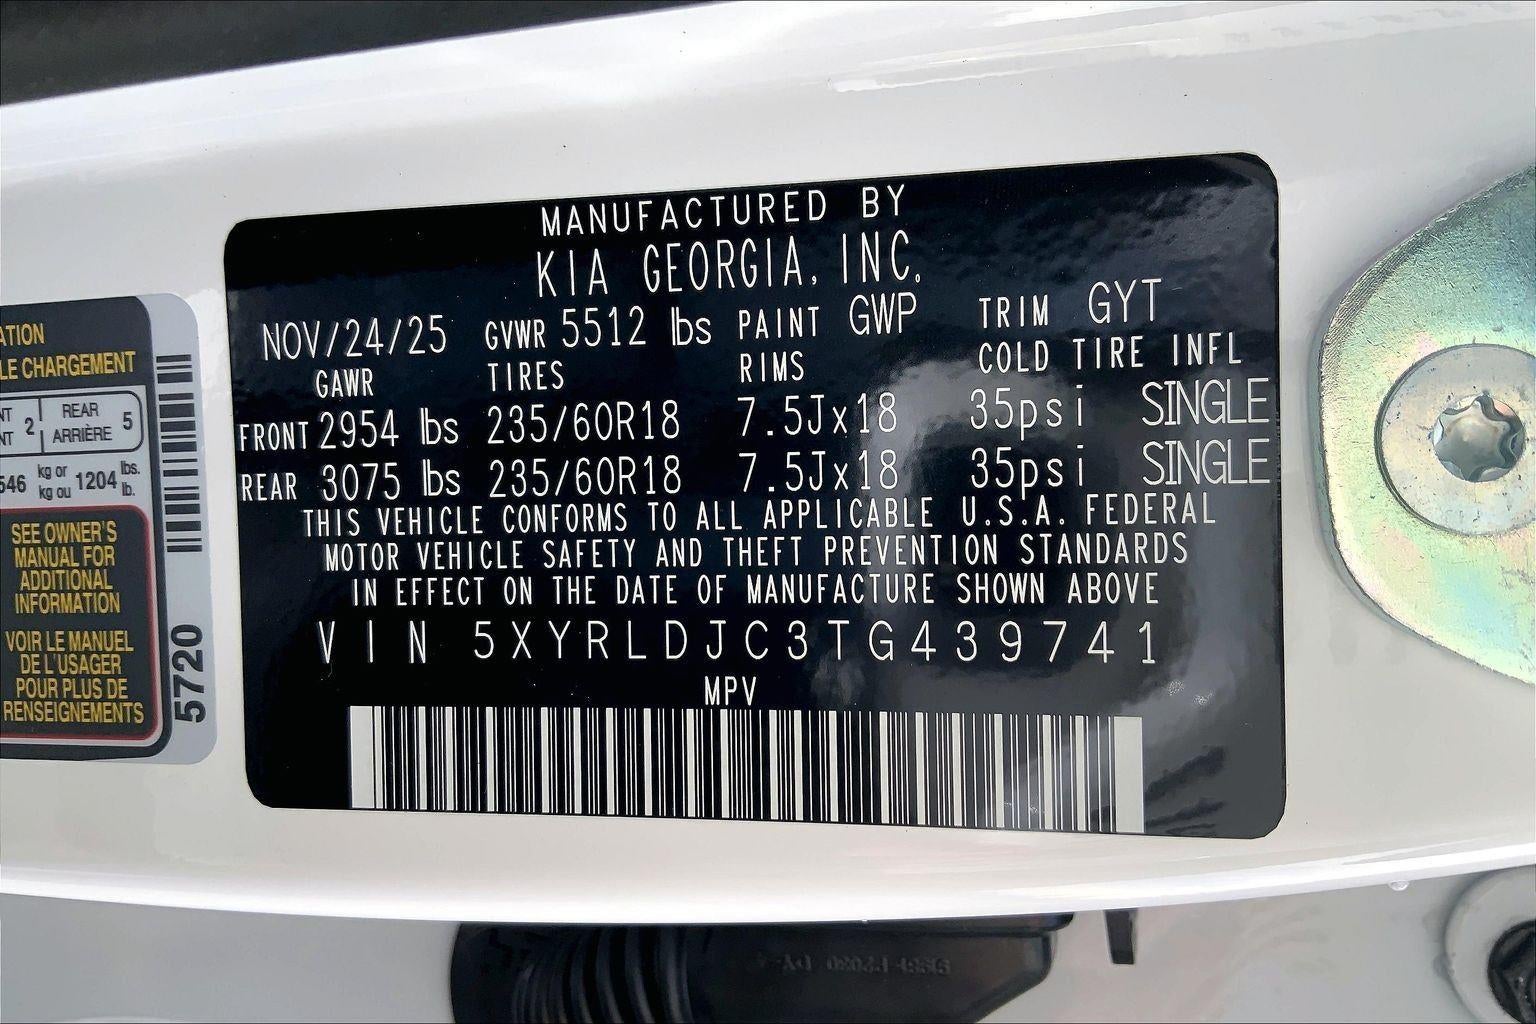 MANUFACTURED BY
KIA GEORGIA, INC.
NOV/24/25 GVWR 5512 lbs PAINT GWP TRIM GYT
GAWR TIRES RIMS COLD TIRE INFL
FRONT 2954 lbs 235/60R18 7.5Jx18 35psi SINGLE
REAR 3075 lbs 235/60R18 7.5Jx18 35psi SINGLE
THIS VEHICLE CONFORMS TO ALL APPLICABLE U.S.A. FEDERAL
MOTOR VEHICLE SAFETY AND THEFT PREVENTION STANDARDS
IN EFFECT ON THE DATE OF MANUFACTURE SHOWN ABOVE
VIN 5XYRLDJC3TG439741
MPV
ATION
LE CHARGEMENT
NT 2 REAR 5
NT ARRIÈRE
546 kg or 1204 lbs.
kg ou lb.
SEE OWNER'S
MANUAL FOR
ADDITIONAL
INFORMATION
VOIR LE MANUEL
DE L'USAGER
POUR PLUS DE
RENSEIGNEMENTS
5720